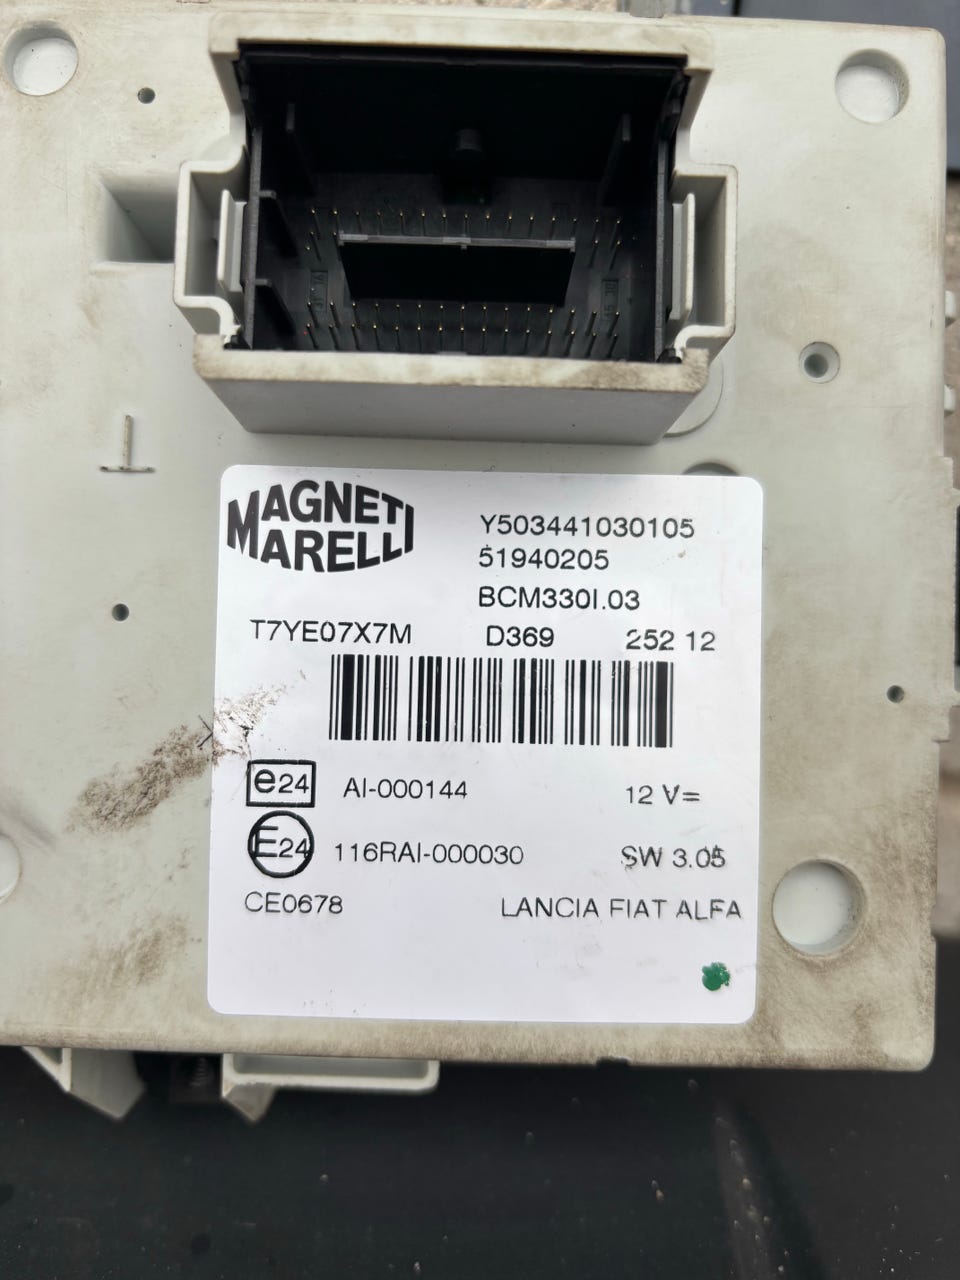 MAGNETI
MARELLI
Y503441030105
51940205
BCM330I.03
T7YE07X7M D369 252 12
e24 AI-000144 12 V=
E24 116RAI-000030 SW 3.05
CE0678 LANCIA FIAT ALFA